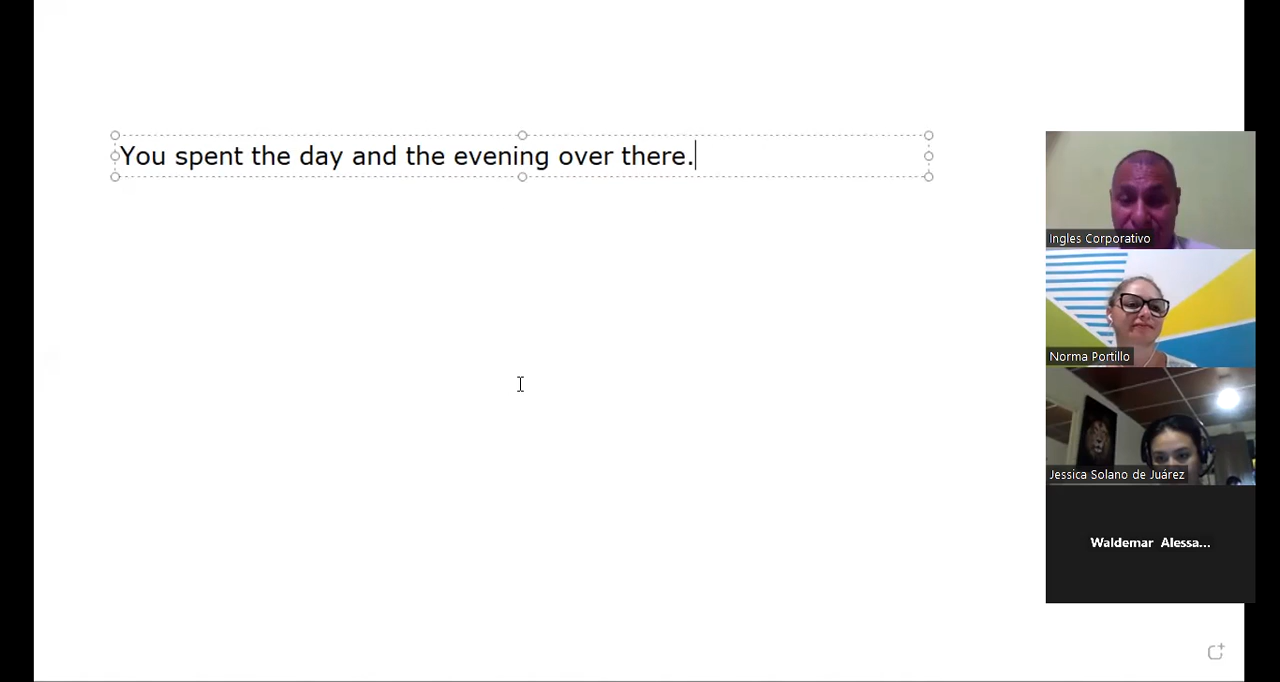 You spent the day and the evening over there.
Ingles Corporativo
Norma Portillo
Jessica Solano de Juárez
Waldemar Alessa...